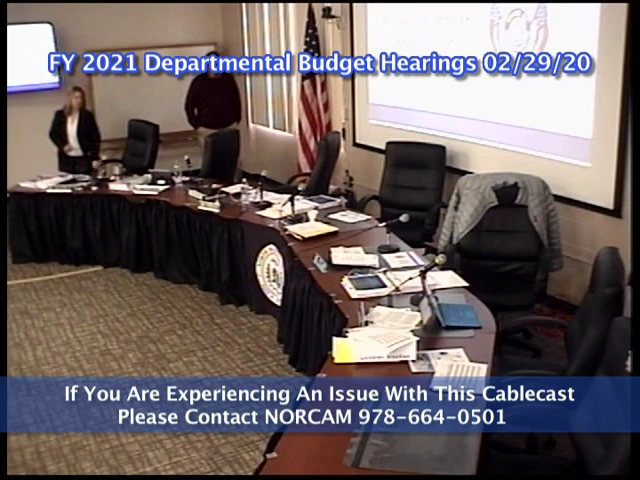 FY 2021 Departmental Budget Hearings 02/29/20
If You Are Experiencing An Issue With This Cablecast
Please Contact NORCAM 978-664-0501